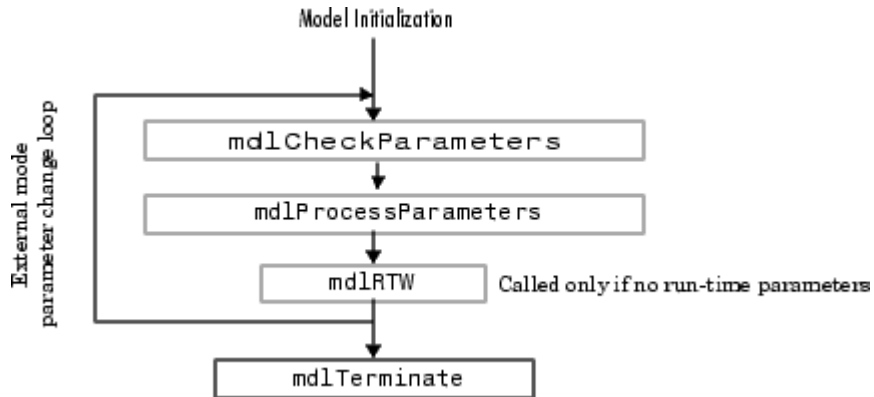 Model Initialization
External mode
parameter change loop
mdlCheckParameters
mdlProcessParameters
mdlRTW
Called only if no run-time parameters
mdlTerminate